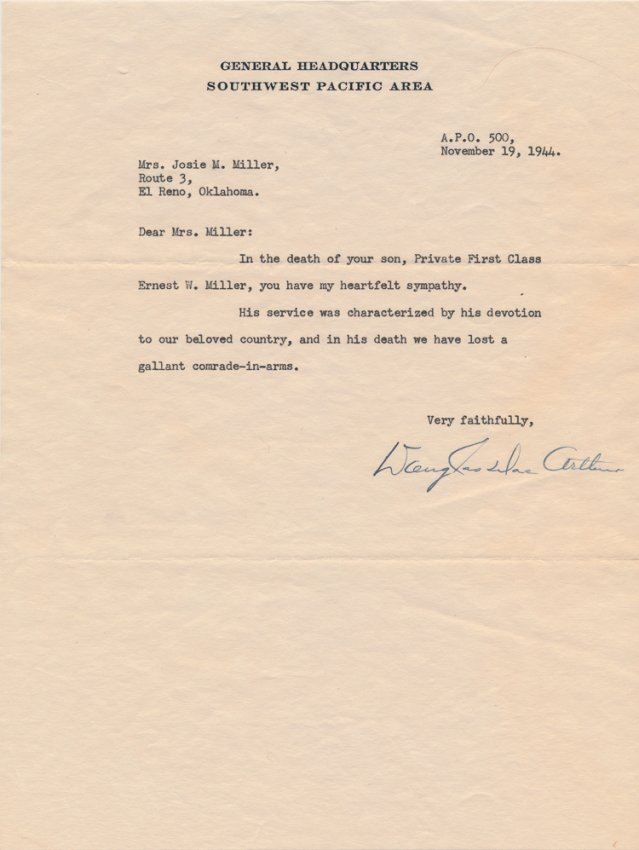 GENERAL HEADQUARTERS
SOUTHWEST PACIFIC AREA
A.P.O. 500,
November 19, 1944.
Mrs. Josie M. Miller,
Route 3,
El Reno, Oklahoma.
Dear Mrs. Miller:
In the death of your son, Private First Class
Ernest W. Miller, you have my heartfelt sympathy.
His service was characterized by his devotion
to our beloved country, and in his death we have lost a
gallant comrade-in-arms.
Very faithfully,
Douglas MacArthur